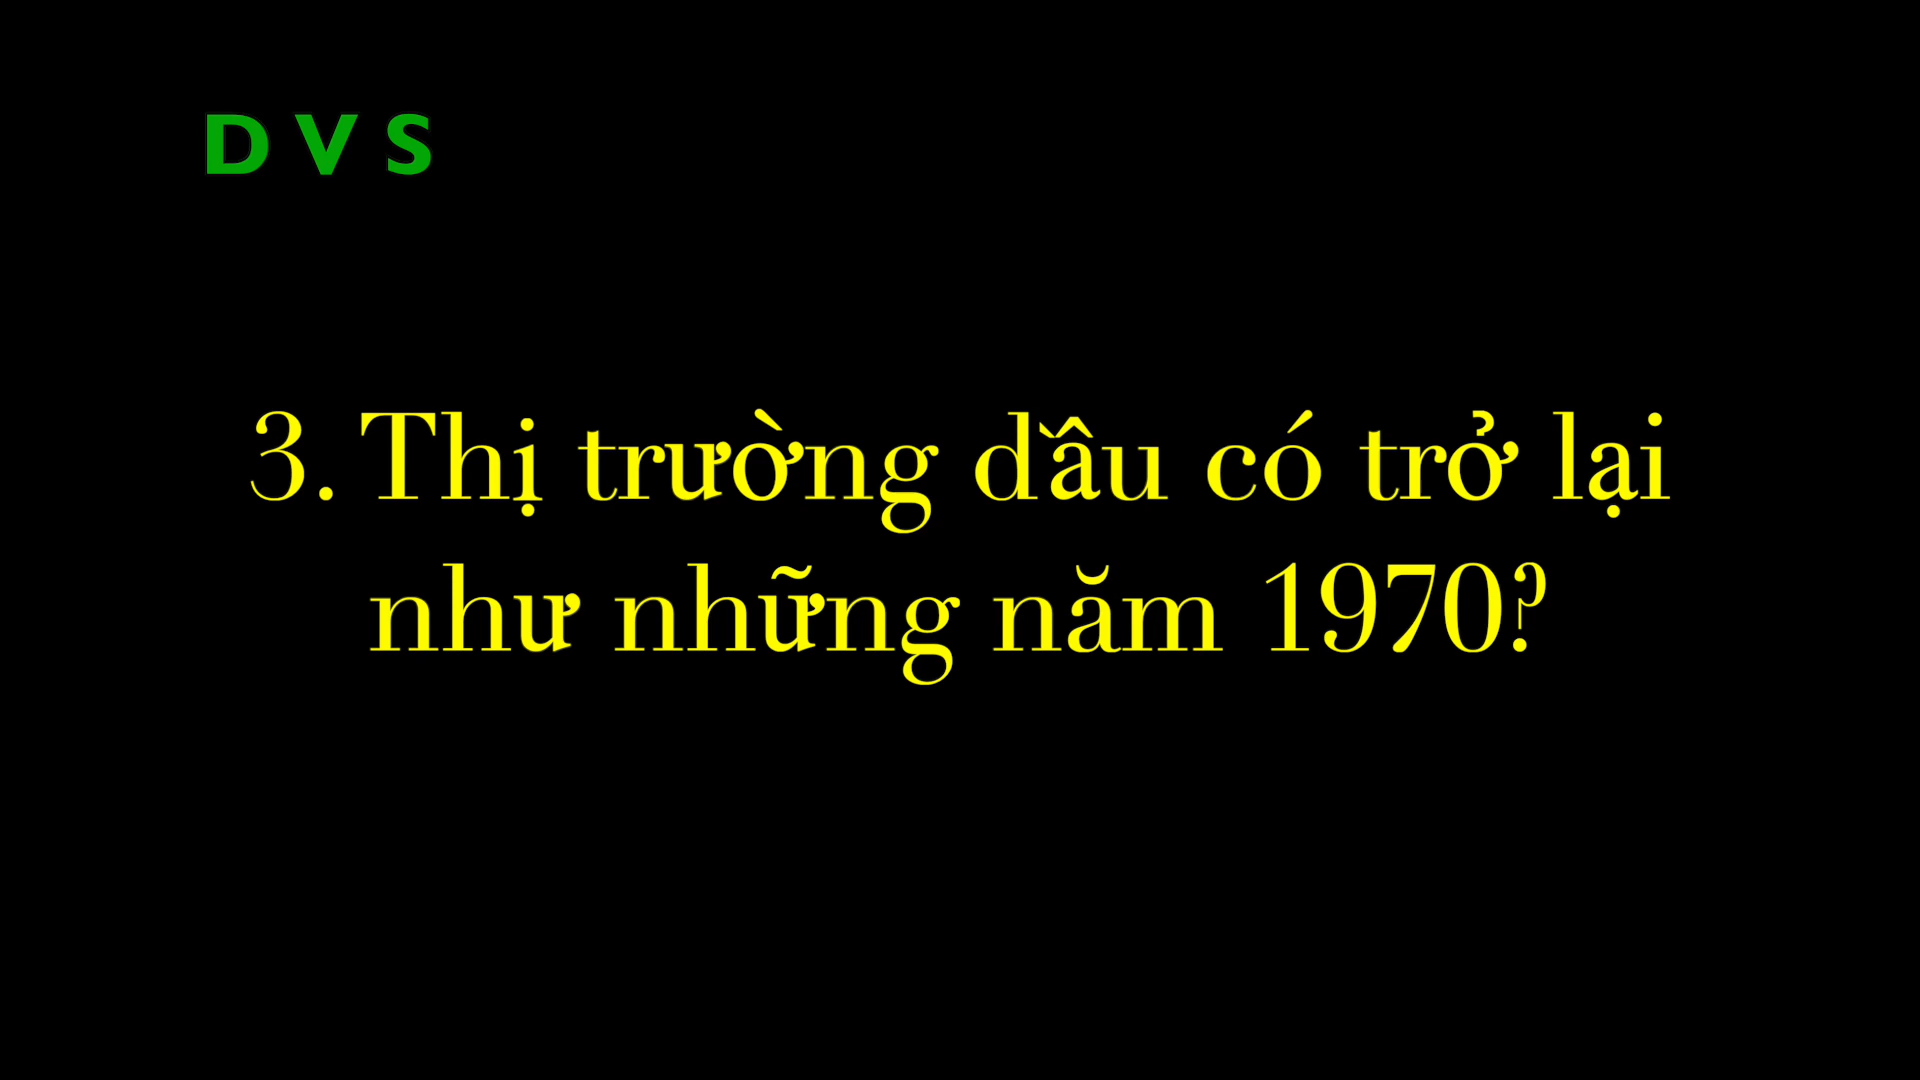 D V S
3. Thị trường dầu có trở lại
như những năm 1970?